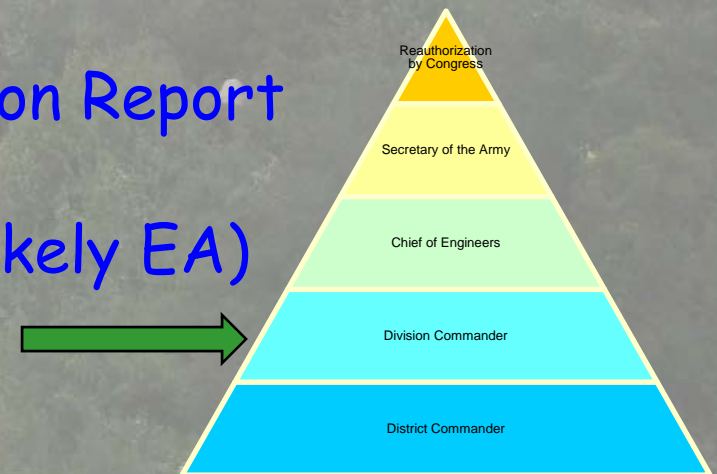 on Report
kely EA)
Reauthorization
by Congress
Secretary of the Army
Chief of Engineers
Division Commander
District Commander